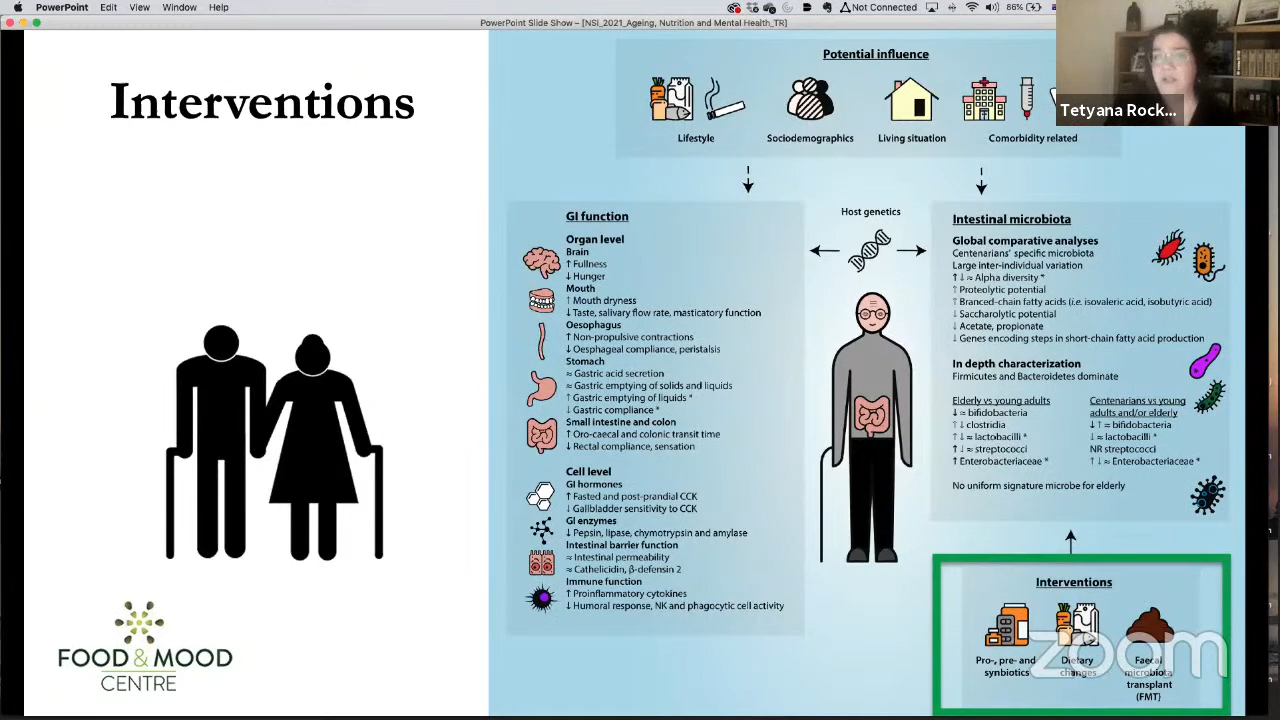 PowerPoint File Edit View Window Help
Not Connected
86%
PowerPoint Slide Show - [NSI_2021_Ageing, Nutrition and Mental Health_TR]
Interventions
FOOD & MOOD
CENTRE
Potential influence
Lifestyle
Sociodemographics
Living situation
Comorbidity related
Tetyana Rock...
GI function
Organ level
Brain
↑ Fullness
↓ Hunger
Mouth
↑ Mouth dryness
↓ Taste, salivary flow rate, masticatory function
Oesophagus
↑ Non-propulsive contractions
↓ Oesphageal compliance, peristalsis
Stomach
≈ Gastric acid secretion
≈ Gastric emptying of solids and liquids
↑ Gastric emptying of liquids *
↓ Gastric compliance *
Small intestine and colon
↑ Oro-caecal and colonic transit time
↓ Rectal compliance, sensation
Cell level
GI hormones
↑ Fasted and post-prandial CCK
↓ Gallbladder sensitivity to CCK
GI enzymes
↓ Pepsin, lipase, chymotrypsin and amylase
Intestinal barrier function
≈ Intestinal permeability
≈ Cathelicidin, β-defensin 2
Immune function
↑ Proinflammatory cytokines
↓ Humoral response, NK and phagocytic cell activity
Host genetics
Intestinal microbiota
Global comparative analyses
Centenarians' specific microbiota
Large inter-individual variation
↑ ↓ ≈ Alpha diversity *
↑ Proteolytic potential
↑ Branced-chain fatty acids (i.e. isovaleric acid, isobutyric acid)
↓ Saccharolytic potential
↓ Acetate, propionate
↓ Genes encoding steps in short-chain fatty acid production
In depth characterization
Firmicutes and Bacteroidetes dominate
Elderly vs young adults
↓ ≈ bifidobacteria
↑ ↓ clostridia
↑ ↓ ≈ lactobacilli *
↑ ↓ ≈ streptococci
↑ Enterobacteriaceae *
Centenarians vs young
adults and/or elderly
↓ ↑ ≈ bifidobacteria
↓ ≈ lactobacilli *
NR streptococci
↑ ↓ ≈ Enterobacteriaceae *
No uniform signature microbe for elderly
Interventions
Pro-, pre- and
synbiotics
Dietary
changes
Faecal
microbiota
transplant
(FMT)
zoom